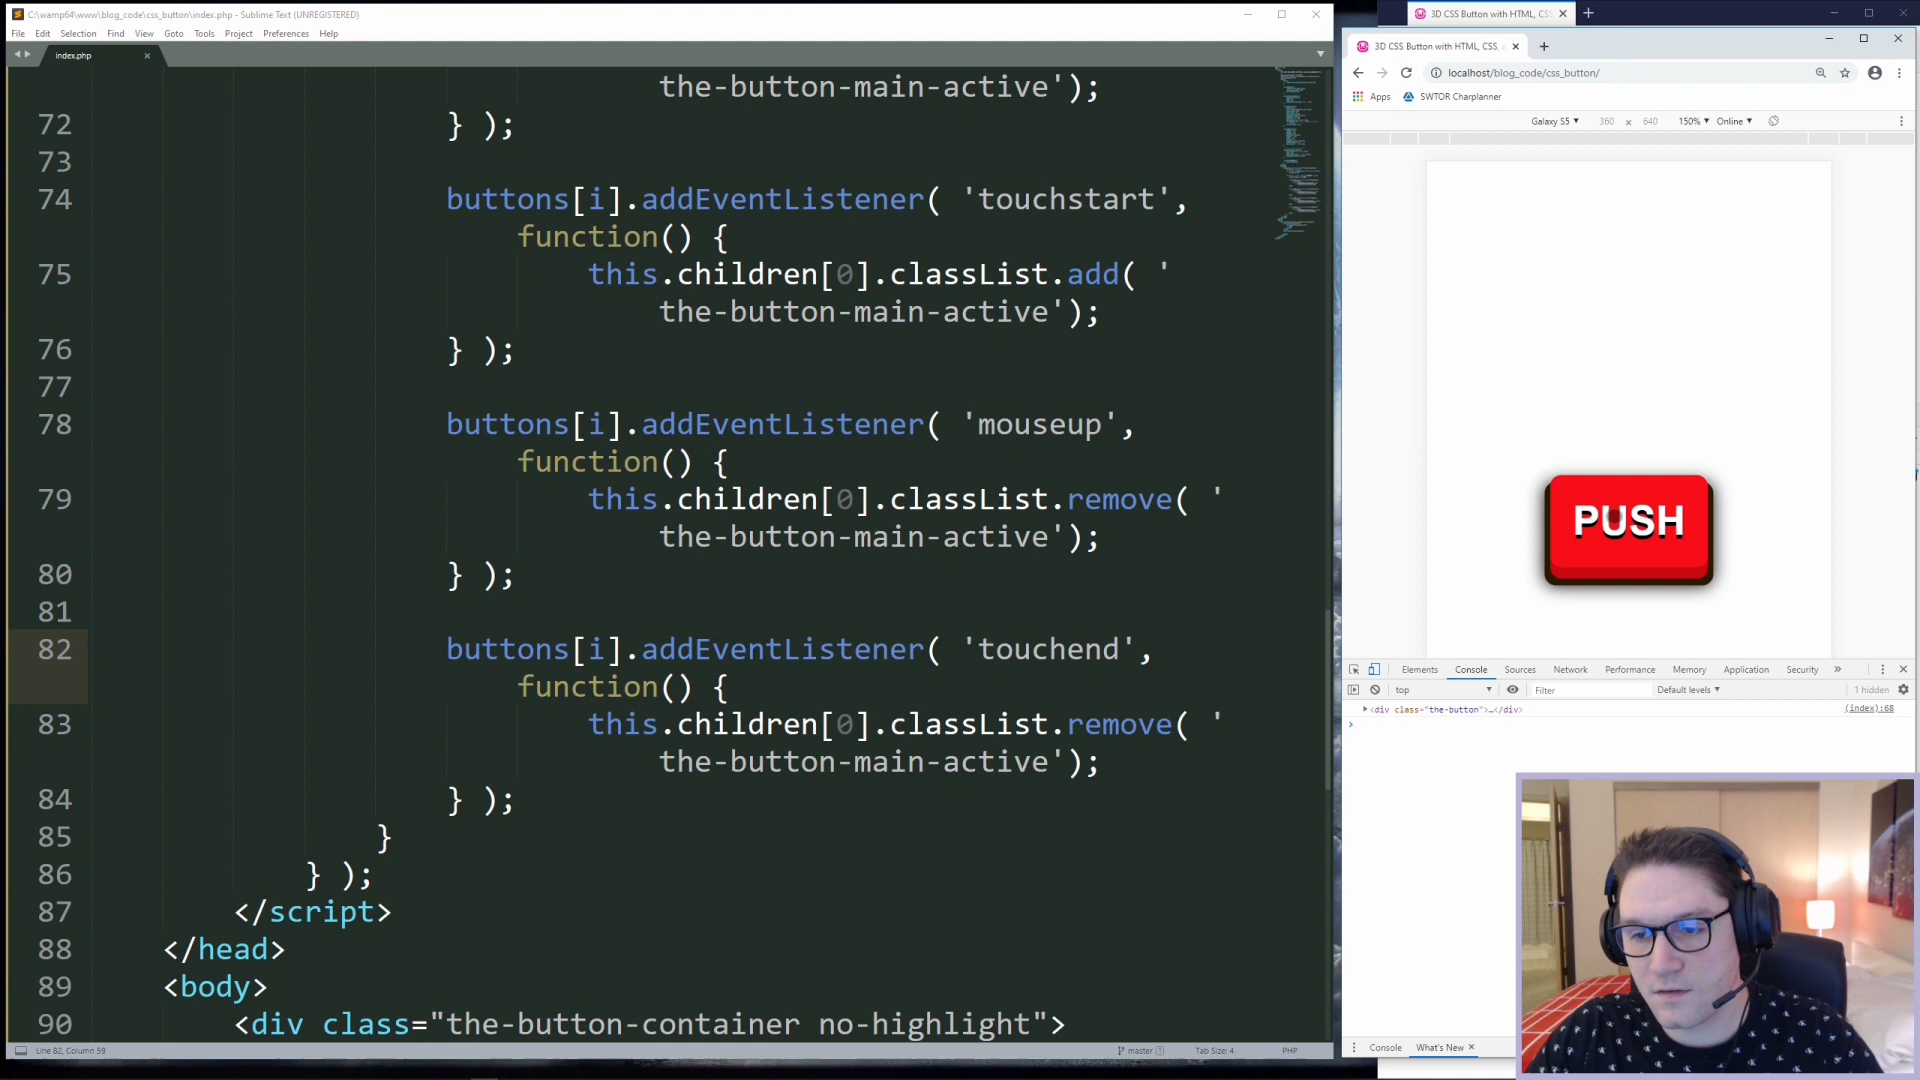 C:\wamp64\www\blog_code\css_button\index.php - Sublime Text (UNREGISTERED)
File Edit Selection Find View Goto Tools Project Preferences Help
index.php
the-button-main-active');
72 } );
73
74 buttons[i].addEventListener( 'touchstart',
function() {
75 this.children[0].classList.add( '
the-button-main-active');
76 } );
77
78 buttons[i].addEventListener( 'mouseup',
function() {
79 this.children[0].classList.remove( '
the-button-main-active');
80 } );
81
82 buttons[i].addEventListener( 'touchend',
function() {
83 this.children[0].classList.remove( '
the-button-main-active');
84 } );
85 }
86 } );
87 </script>
88 </head>
89 <body>
90 <div class="the-button-container no-highlight">
Line 82, Column 59
master 1
Tab Size: 4
PHP
3D CSS Button with HTML, CSS,
3D CSS Button with HTML, CSS,
localhost/blog_code/css_button/
Apps SWTOR Charplanner
Galaxy S5 360 × 640 150% Online
PUSH
Elements Console Sources Network Performance Memory Application Security
top Filter Default levels 1 hidden
<div class="the-button">…</div> (index):68
Console What's New